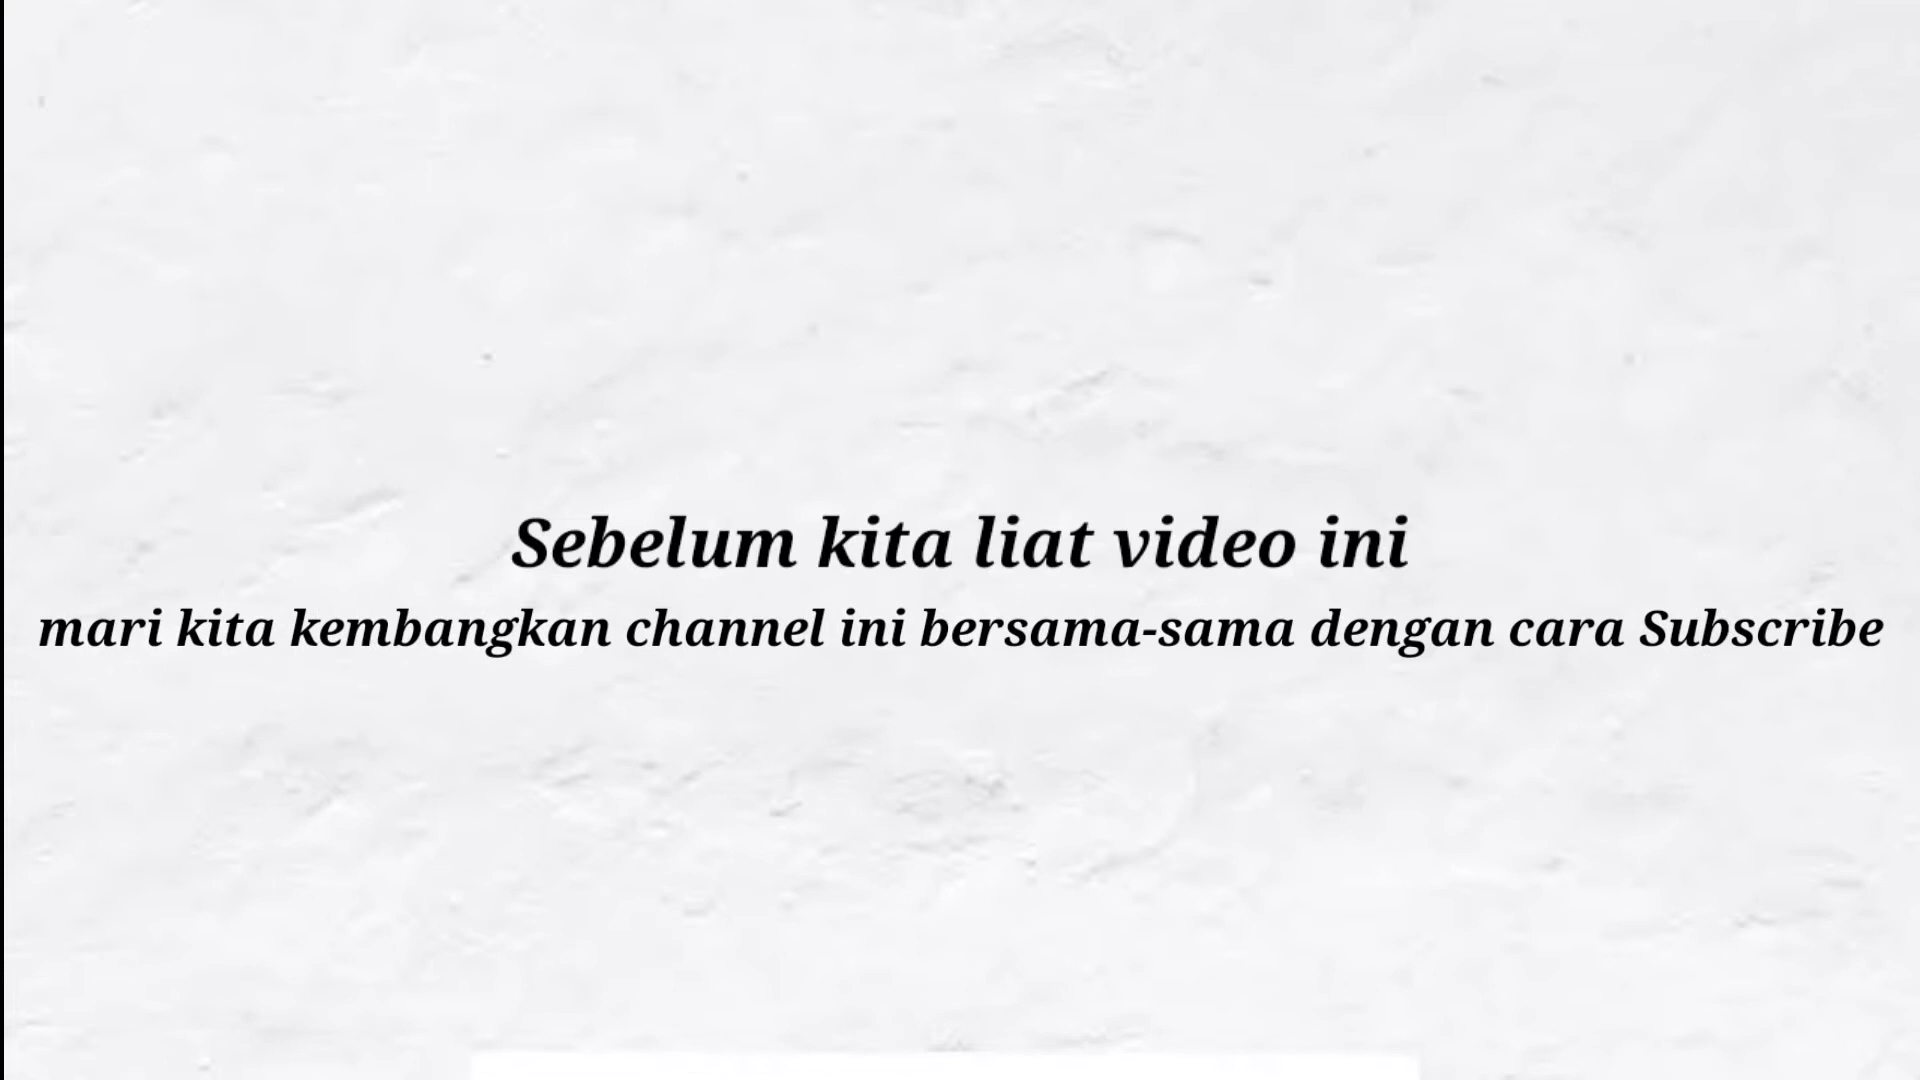 Sebelum kita liat video ini
mari kita kembangkan channel ini bersama-sama dengan cara Subscribe